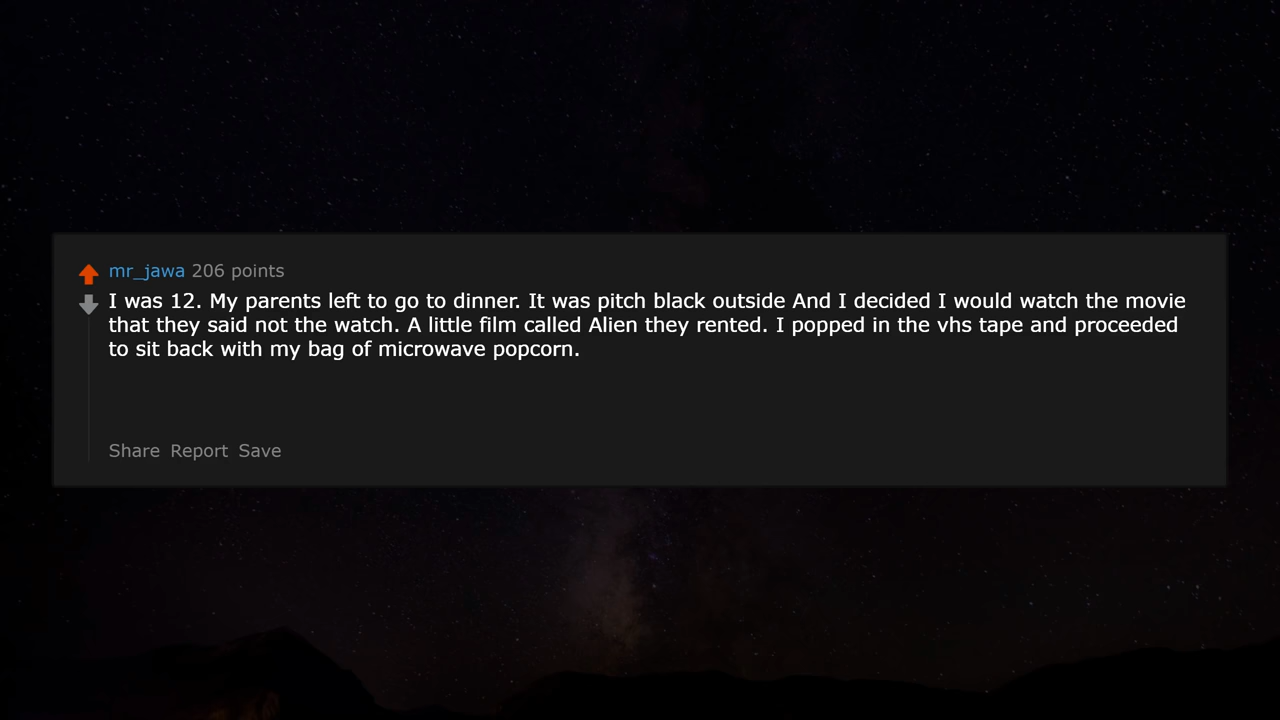 mr_jawa 206 points
I was 12. My parents left to go to dinner. It was pitch black outside And I decided I would watch the movie
that they said not the watch. A little film called Alien they rented. I popped in the vhs tape and proceeded
to sit back with my bag of microwave popcorn.
Share Report Save